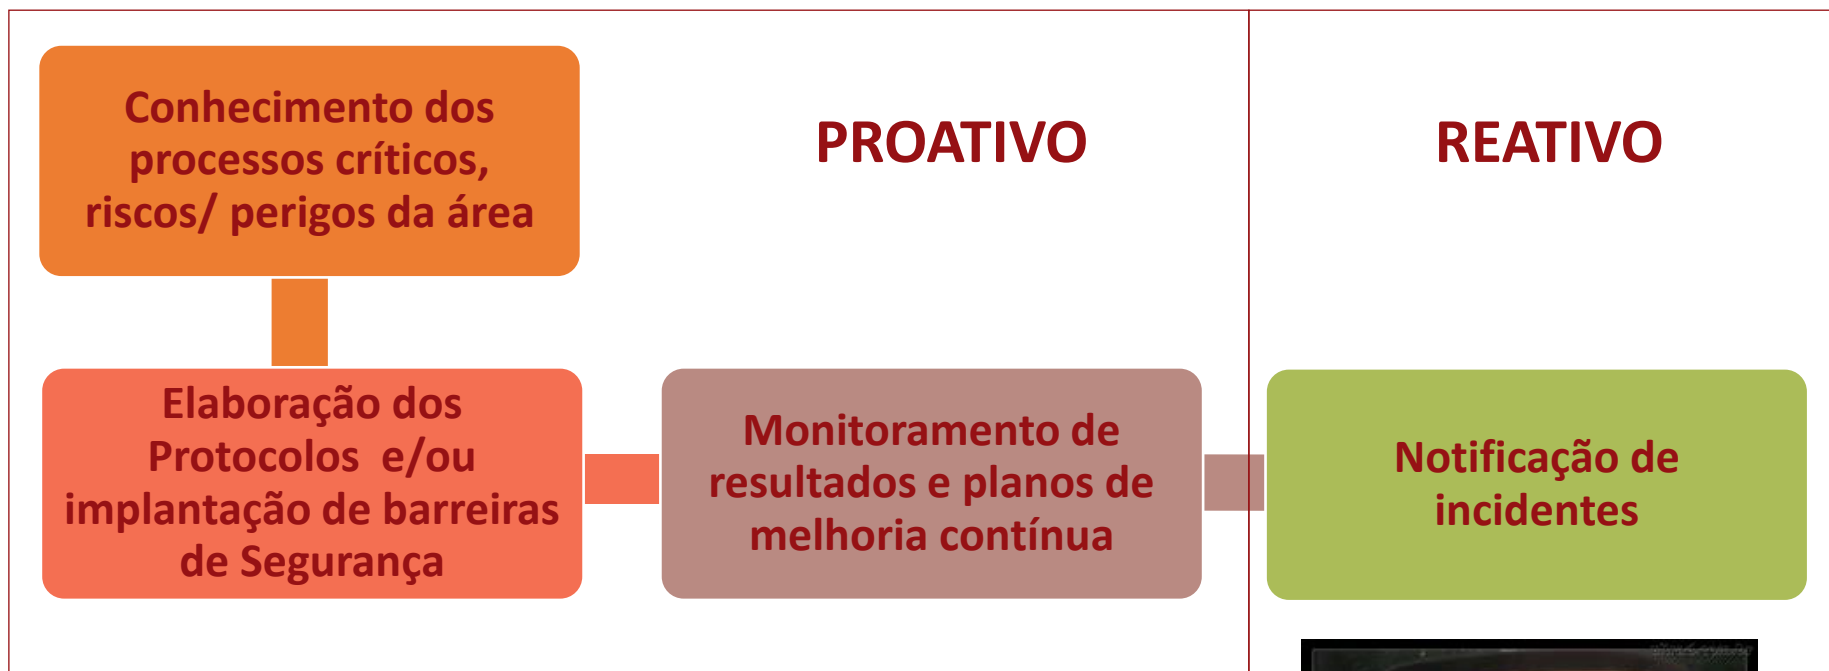 Conhecimento dos
processos críticos,
riscos/ perigos da área
PROATIVO
REATIVO
Elaboração dos
Protocolos e/ou
implantação de barreiras
de Segurança
Monitoramento de
resultados e planos de
melhoria contínua
Notificação de
incidentes